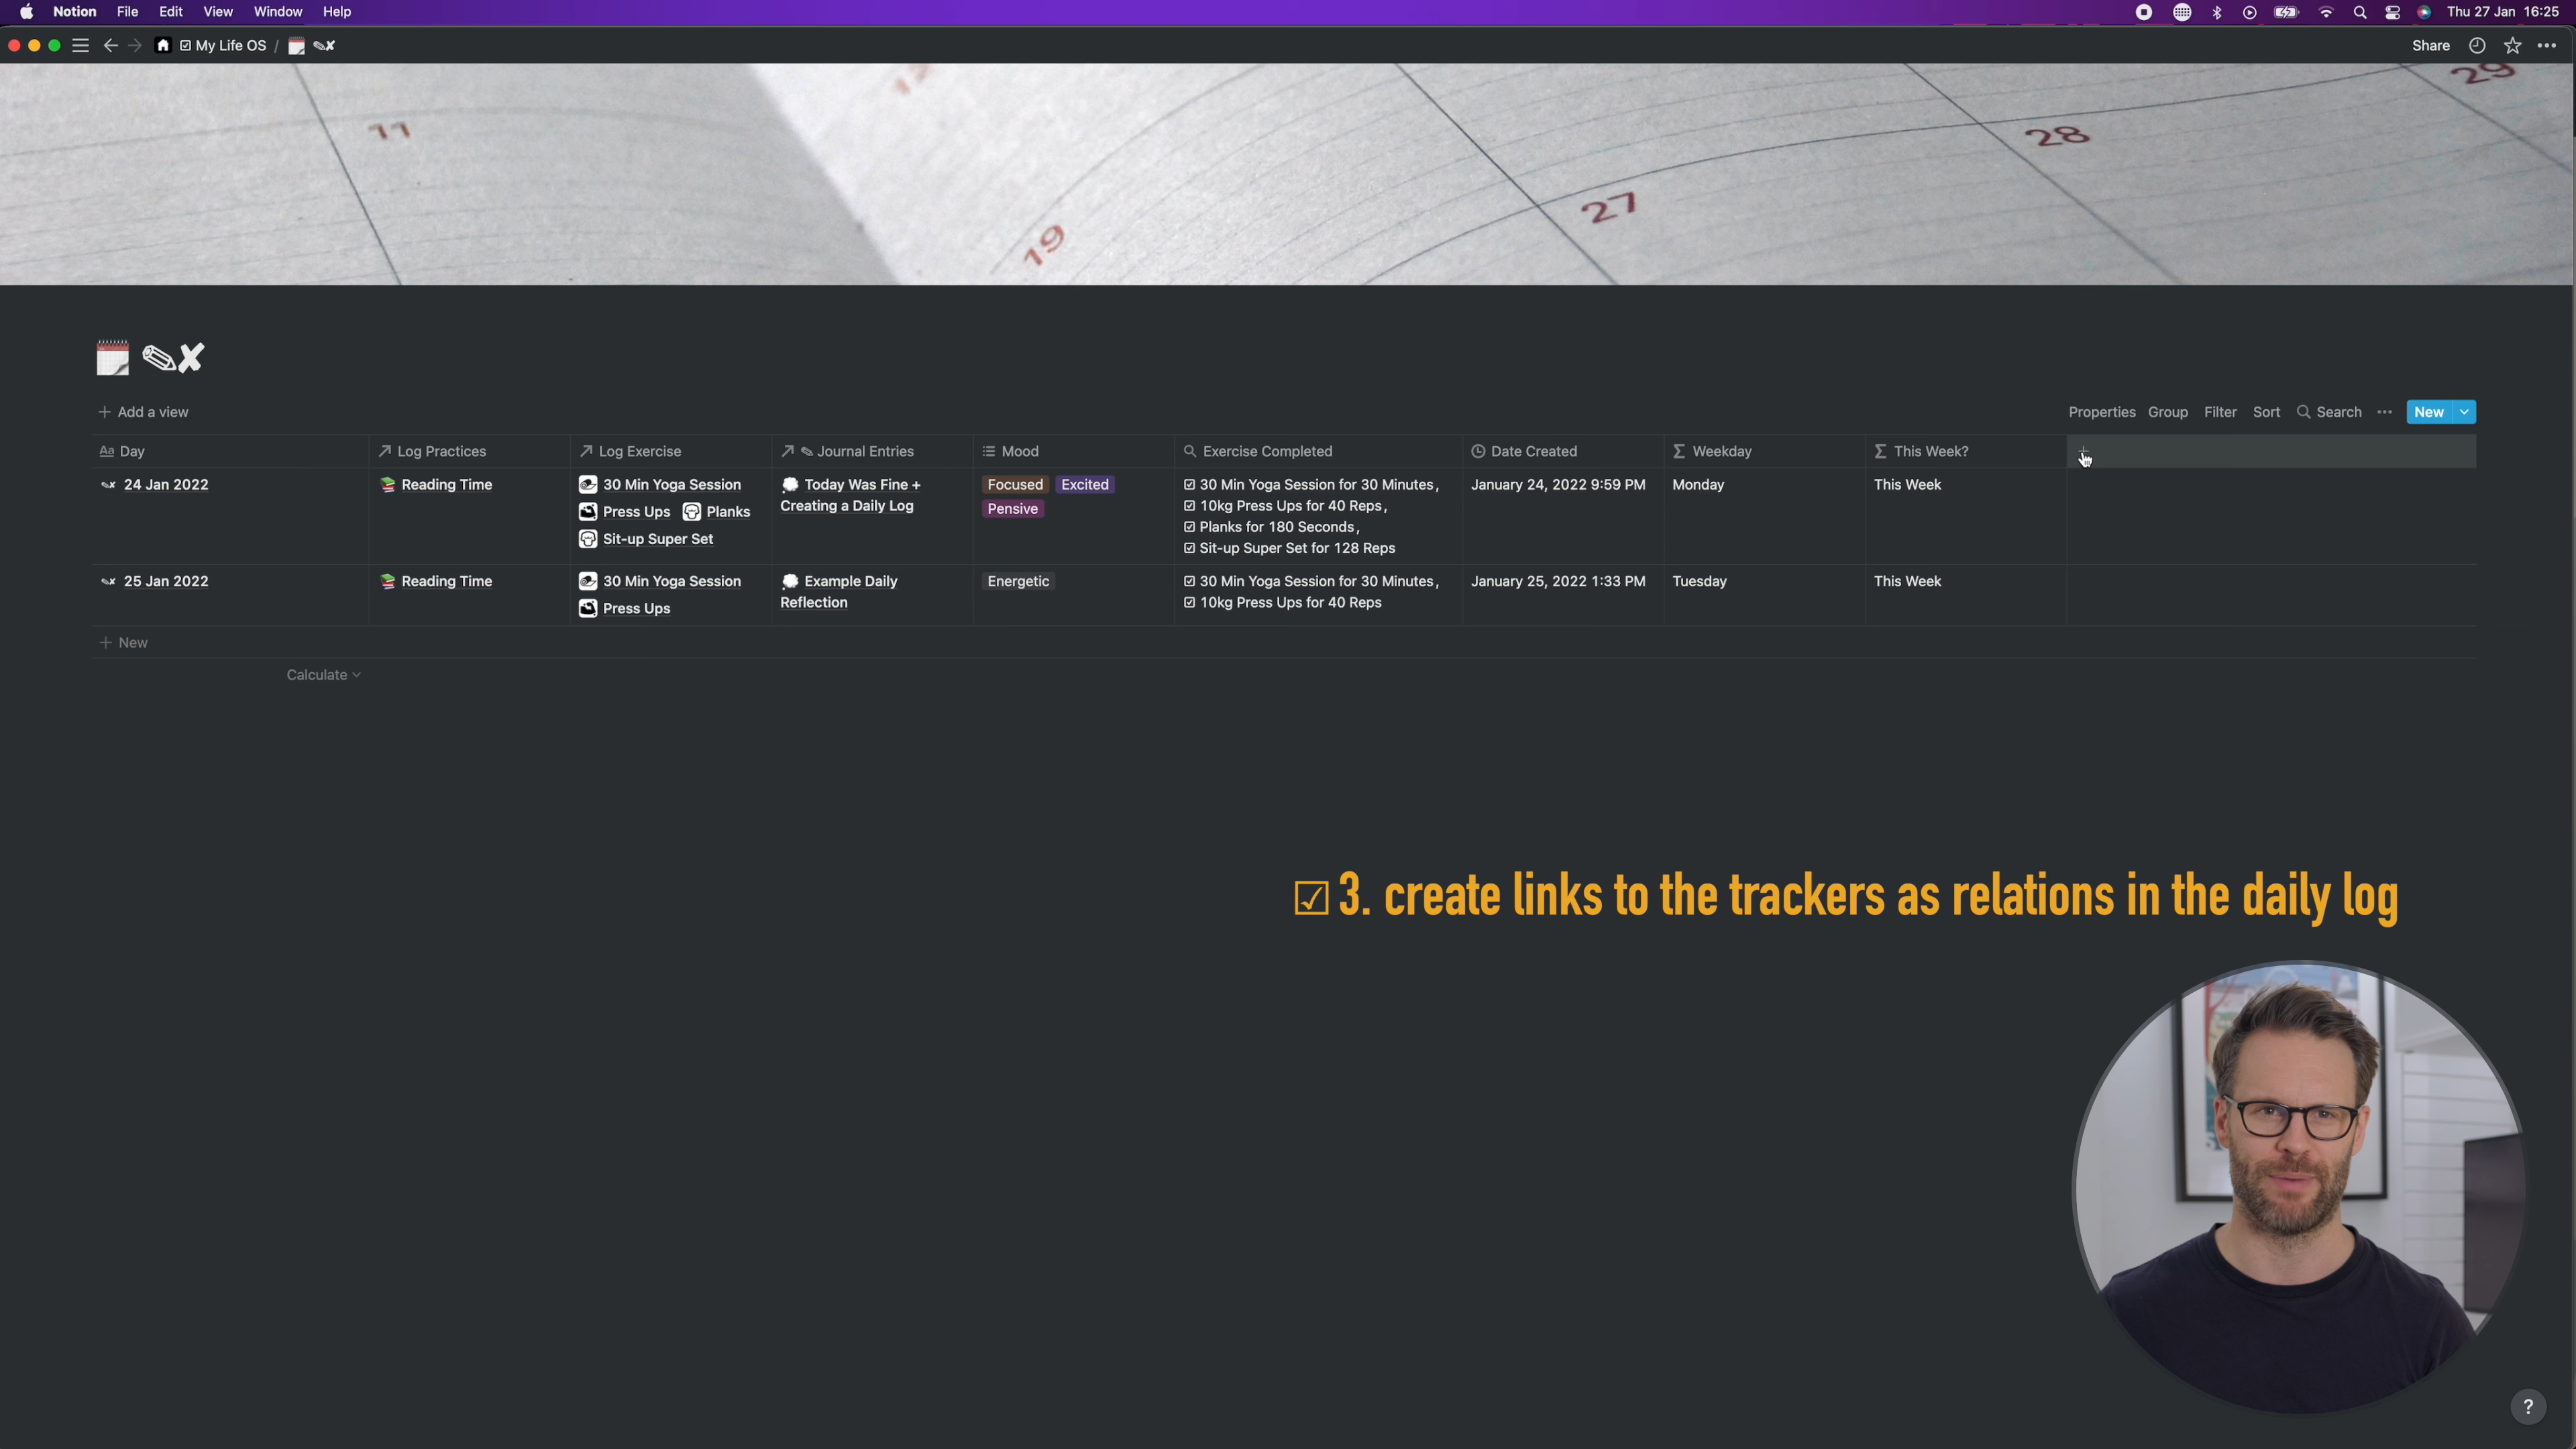 Notion File Edit View Window Help Thu 27 Jan 16:25
My Life OS / Share
11 12 19 27 28 29
Add a view Properties Group Filter Sort Search New
Aa Day Log Practices Log Exercise Journal Entries Mood Exercise Completed Date Created Weekday This Week?
24 Jan 2022 Reading Time 30 Min Yoga Session Today Was Fine + Focused Excited 30 Min Yoga Session for 30 Minutes, January 24, 2022 9:59 PM Monday This Week
Press Ups Planks Creating a Daily Log Pensive 10kg Press Ups for 40 Reps,
Planks for 180 Seconds,
Sit-up Super Set Sit-up Super Set for 128 Reps
25 Jan 2022 Reading Time 30 Min Yoga Session Example Daily Energetic 30 Min Yoga Session for 30 Minutes, January 25, 2022 1:33 PM Tuesday This Week
Press Ups Reflection 10kg Press Ups for 40 Reps
New
Calculate
☑ 3. create links to the trackers as relations in the daily log
?